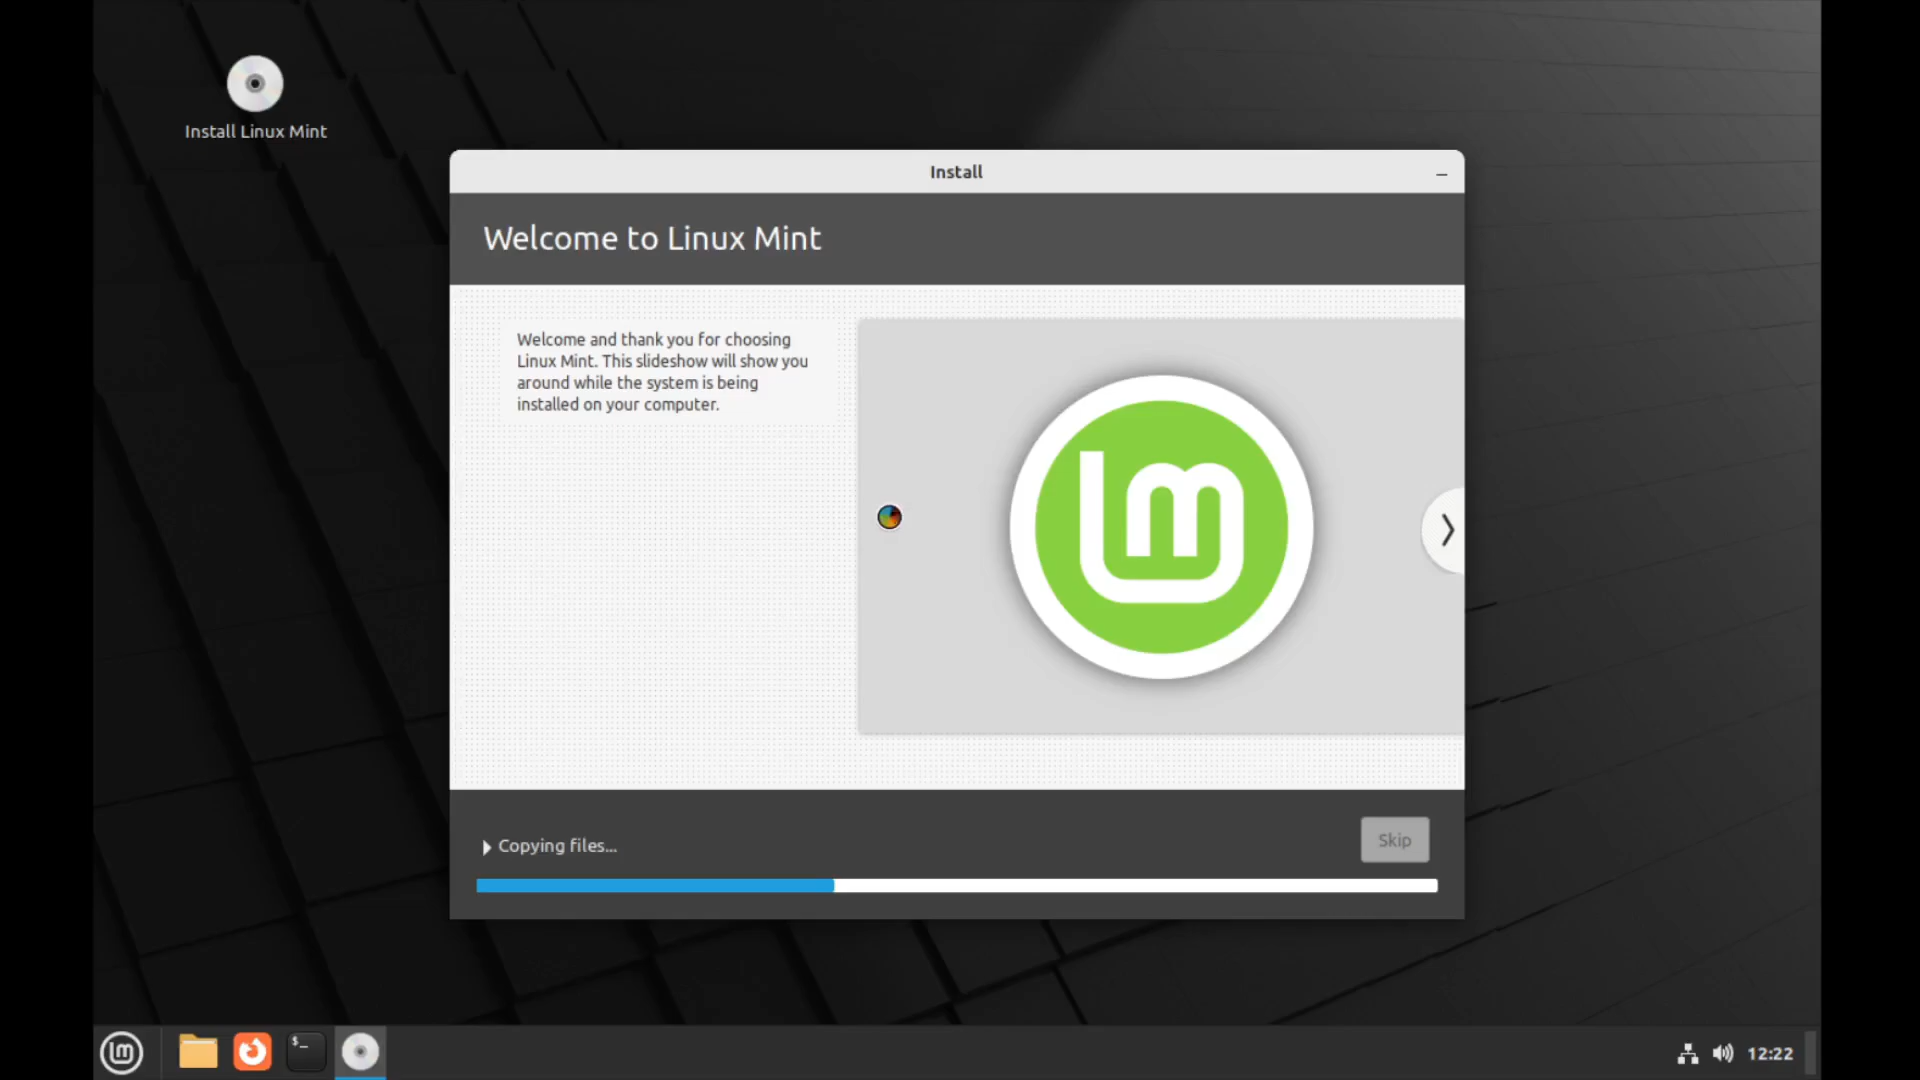 Install Linux Mint
Install
Welcome to Linux Mint
Welcome and thank you for choosing
Linux Mint. This slideshow will show you
around while the system is being
installed on your computer.
Copying files...
Skip
$_
12:22